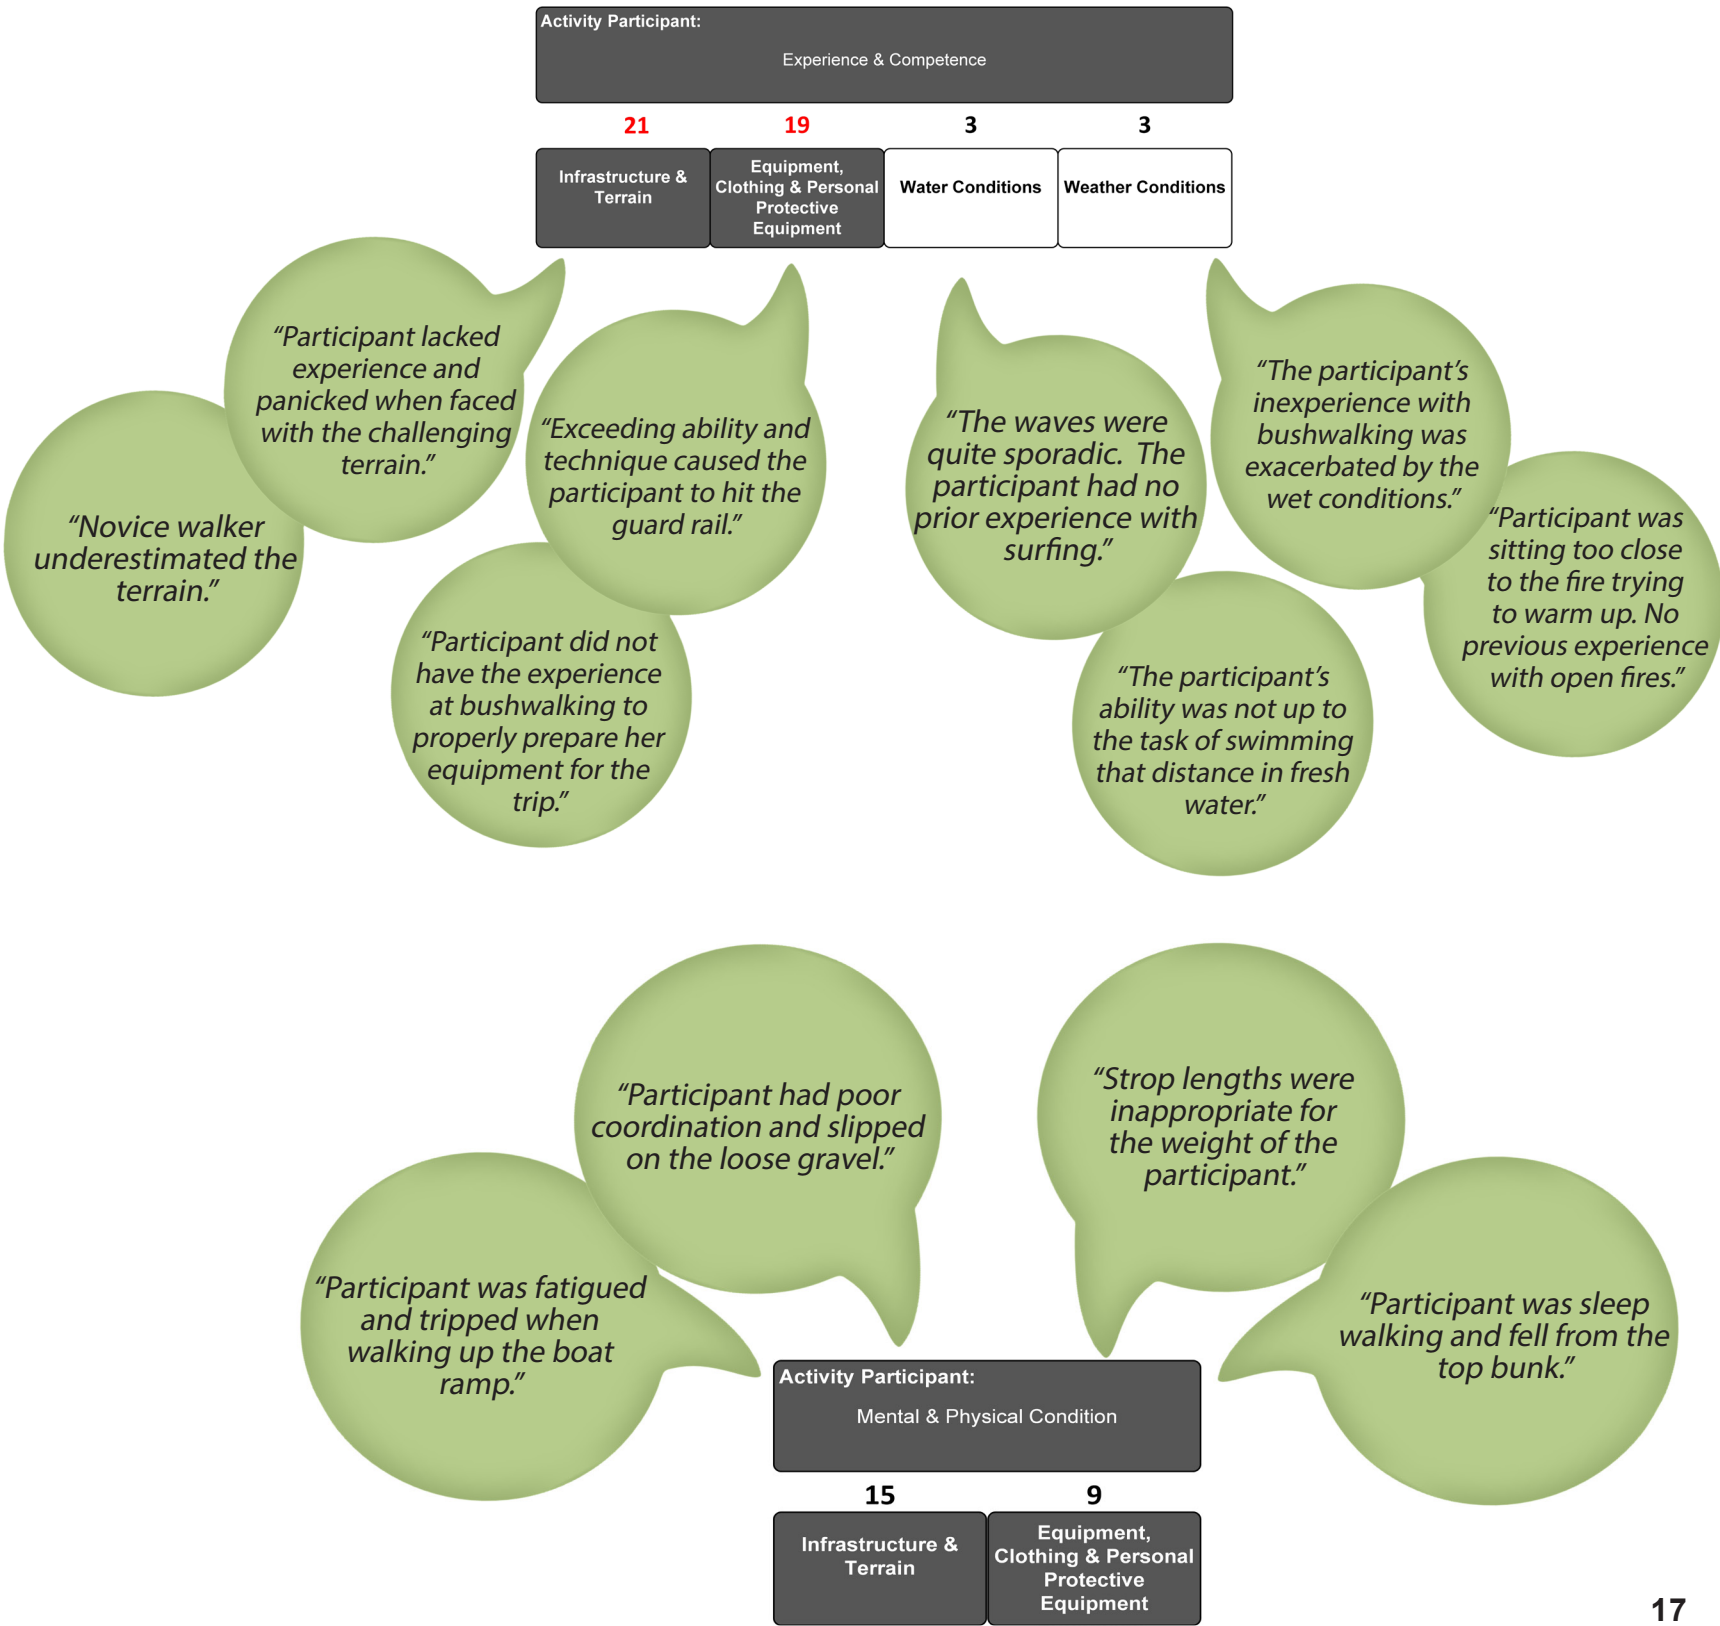 Activity Participant:
Experience & Competence
21
19
3
3
Infrastructure &
Terrain
Equipment,
Clothing & Personal
Protective
Equipment
Water Conditions
Weather Conditions
“Participant lacked
experience and
panicked when faced
with the challenging
terrain.”
“Novice walker
underestimated the
terrain.”
“Exceeding ability and
technique caused the
participant to hit the
guard rail.”
“Participant did not
have the experience
at bushwalking to
properly prepare her
equipment for the
trip.”
“The waves were
quite sporadic.  The
participant had no
prior experience with
surfing.”
“The participant’s
ability was not up to
the task of swimming
that distance in fresh
water.”
“The participant’s
inexperience with
bushwalking was
exacerbated by the
wet conditions.”
“Participant was
sitting too close
to the fire trying
to warm up. No
previous experience
with open fires.”
“Participant had poor
coordination and slipped
on the loose gravel.”
“Participant was fatigued
and tripped when
walking up the boat
ramp.”
“Strop lengths were
inappropriate for
the weight of the
participant.”
“Participant was sleep
walking and fell from the
top bunk.”
Activity Participant:
Mental & Physical Condition
15
9
Infrastructure &
Terrain
Equipment,
Clothing & Personal
Protective
Equipment
17